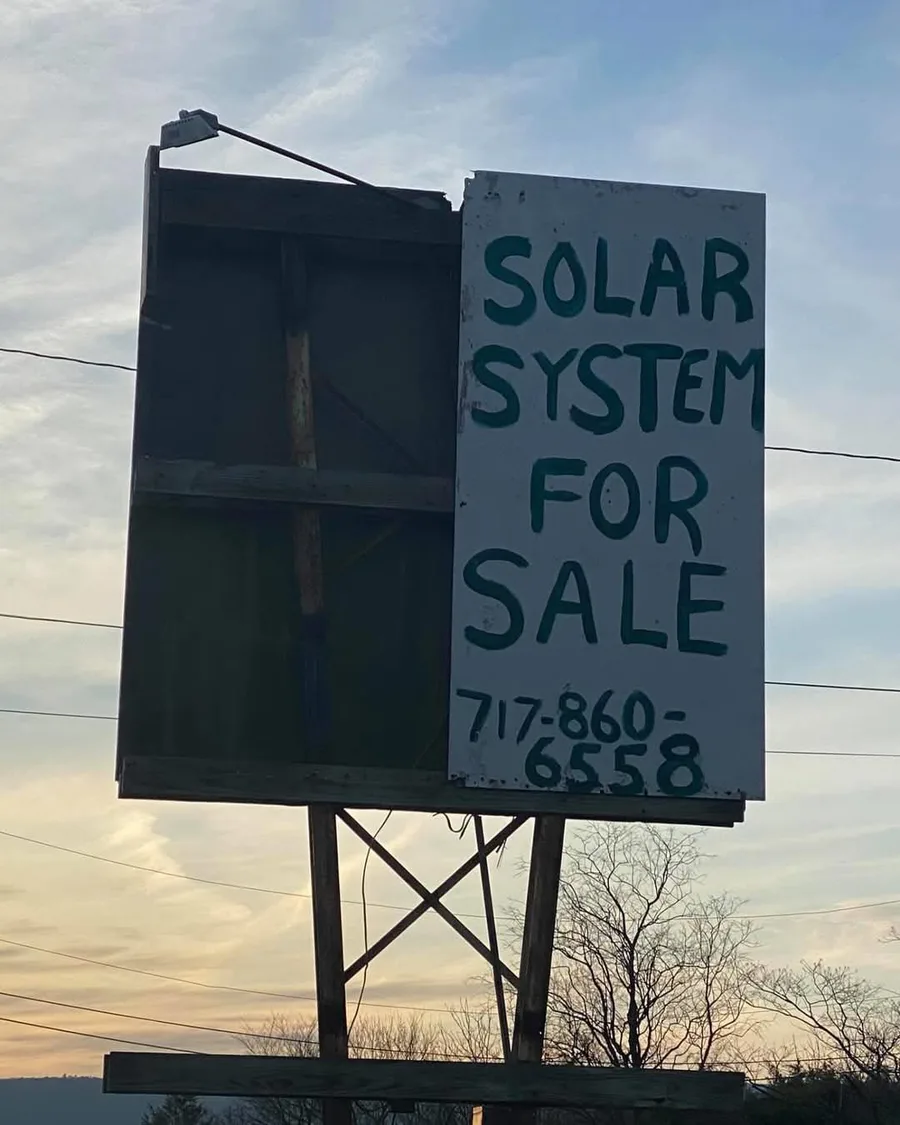 SOLAR
SYSTEM
FOR
SALE
717-860-
6558